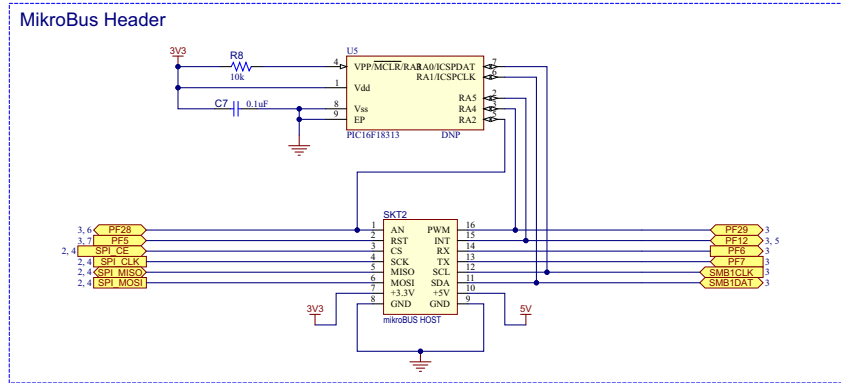 MikroBus Header
3V3
R8
10k
C7
0.1uF
U5
4 VPP/MCLR/RA3 RA0/ICSPDAT 7
RA1/ICSPCLK 6
1 Vdd
RA5 2
8 Vss RA4 3
9 EP RA2 5
PIC16F18313 DNP
SKT2
3, 6 PF28 1 AN PWM 16 PF29 3
3, 7 PF5 2 RST INT 15 PF12 3, 5
2, 4 SPI_CE 3 CS RX 14 PF6 3
2, 4 SPI_CLK 4 SCK TX 13 PF7 3
2, 4 SPI_MISO 5 MISO SCL 12 SMB1CLK 3
2, 4 SPI_MOSI 6 MOSI SDA 11 SMB1DAT 3
7 +3.3V +5V 10
8 GND GND 9
3V3
5V
mikroBUS HOST